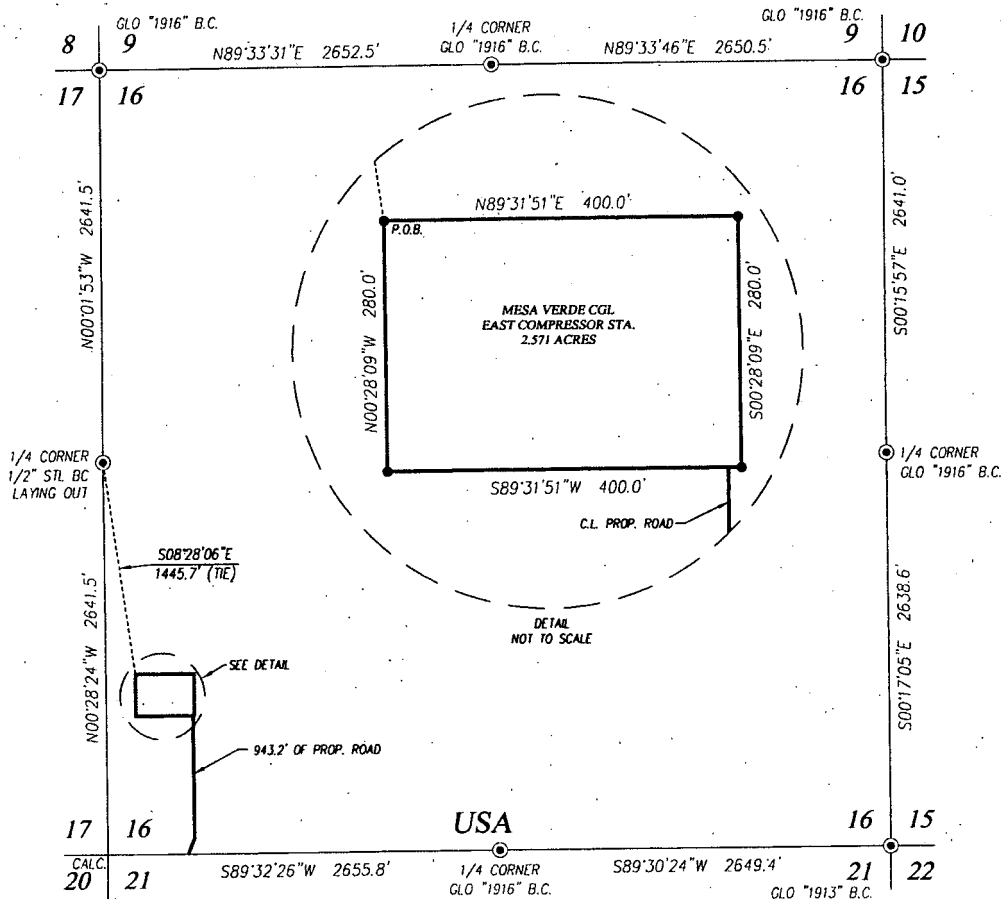 GLO "1916" B.C.
1/4 CORNER
GLO "1916" B.C.
GLO "1916" B.C.
8 9
9 10
N89°33'31"E 2652.5'
N89°33'46"E 2650.5'
17 16
16 15
N00°01'53"W 2641.5'
S00°15'57"E 2641.0'
N89°31'51"E 400.0'
P.O.B.
N00°28'09"W 280.0'
MESA VERDE CGL
EAST COMPRESSOR STA.
2.571 ACRES
S00°28'09"E 280.0'
S89°31'51"W 400.0'
C.L. PROP. ROAD
1/4 CORNER
1/2" STL BC
LAYING OUT
1/4 CORNER
GLO "1916" B.C.
S08°28'06"E
1445.7' (TIE)
DETAIL
NOT TO SCALE
SEE DETAIL
N00°28'24"W 2641.5'
S00°17'05"E 2638.6'
943.2' OF PROP. ROAD
USA
17 16
16 15
CALC.
20 21
S89°32'26"W 2655.8'
1/4 CORNER
GLO "1916" B.C.
S89°30'24"W 2649.4'
21 22
GLO "1913" B.C.